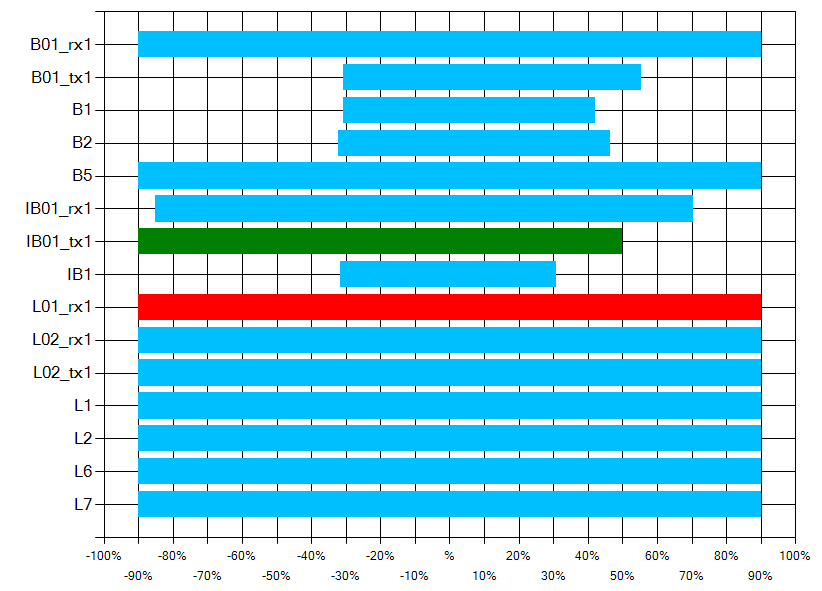 B01_rx1
B01_tx1
B1
B2
B5
IB01_rx1
IB01_tx1
IB1
L01_rx1
L02_rx1
L02_tx1
L1
L2
L6
L7
-100% -80% -60% -40% -20% % 20% 40% 60% 80% 100%
-90% -70% -50% -30% -10% 10% 30% 50% 70% 90%